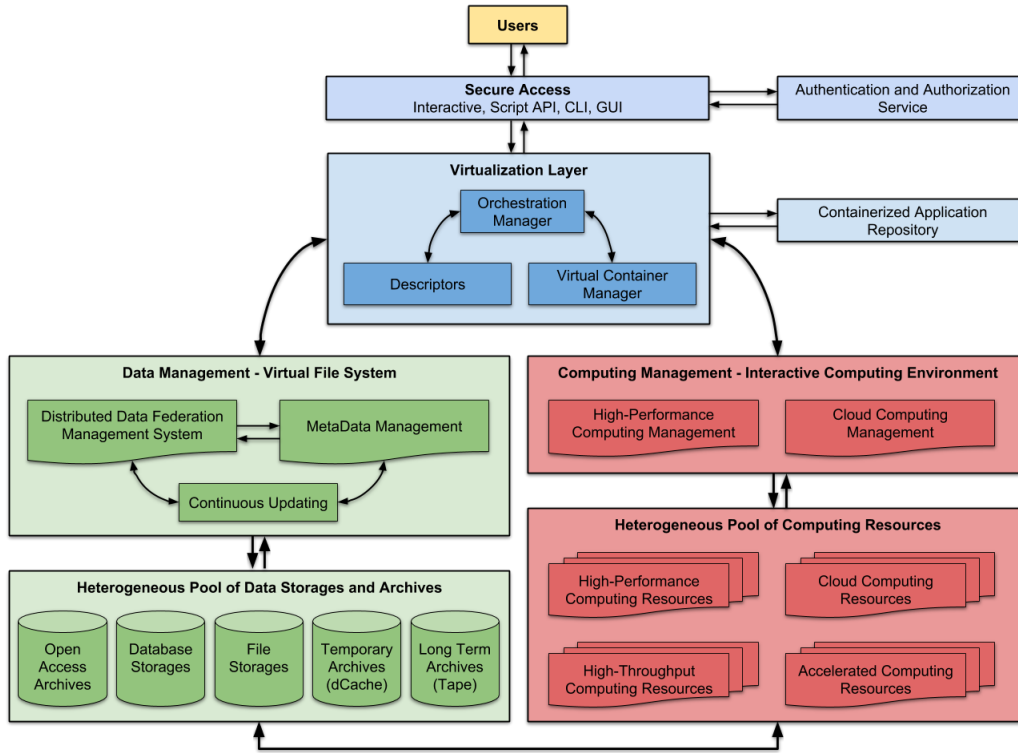 Users
Secure Access
Interactive, Script API, CLI, GUI
Authentication and Authorization
Service
Virtualization Layer
Orchestration
Manager
Descriptors
Virtual Container
Manager
Containerized Application
Repository
Data Management - Virtual File System
Distributed Data Federation
Management System
MetaData Management
Continuous Updating
Computing Management - Interactive Computing Environment
High-Performance
Computing Management
Cloud Computing
Management
Heterogeneous Pool of Data Storages and Archives
Open
Access
Archives
Database
Storages
File
Storages
Temporary
Archives
(dCache)
Long Term
Archives
(Tape)
Heterogeneous Pool of Computing Resources
High-Performance
Computing Resources
Cloud Computing
Resources
High-Throughput
Computing Resources
Accelerated Computing
Resources